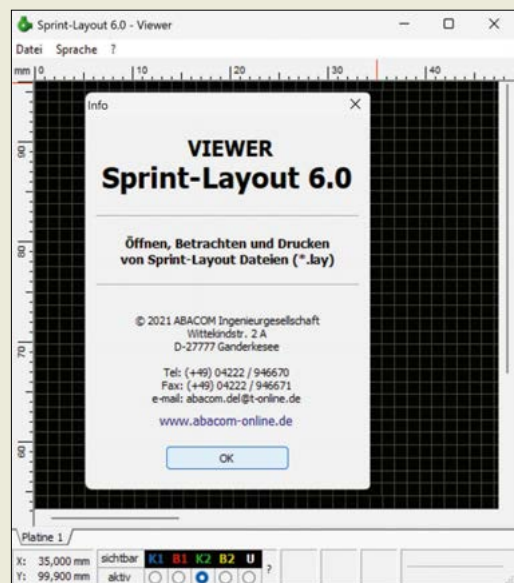 Sprint-Layout 6.0 - Viewer
Datei Sprache ?
mm 0 10 20 30 40
Info
90
VIEWER
Sprint-Layout 6.0
80
Öffnen, Betrachten und Drucken
von Sprint-Layout Dateien (*.lay)
© 2021 ABACOM Ingenieurgesellschaft
Wittekindstr. 2 A
D-27777 Ganderkesee
70
Tel: (+49) 04222 / 946670
Fax: (+49) 04222 / 946671
e-mail: abacom.del@t-online.de
www.abacom-online.de
60
OK
Platine 1
X: 35,000 mm sichtbar K1 B1 K2 B2 U
Y: 99,900 mm aktiv ?